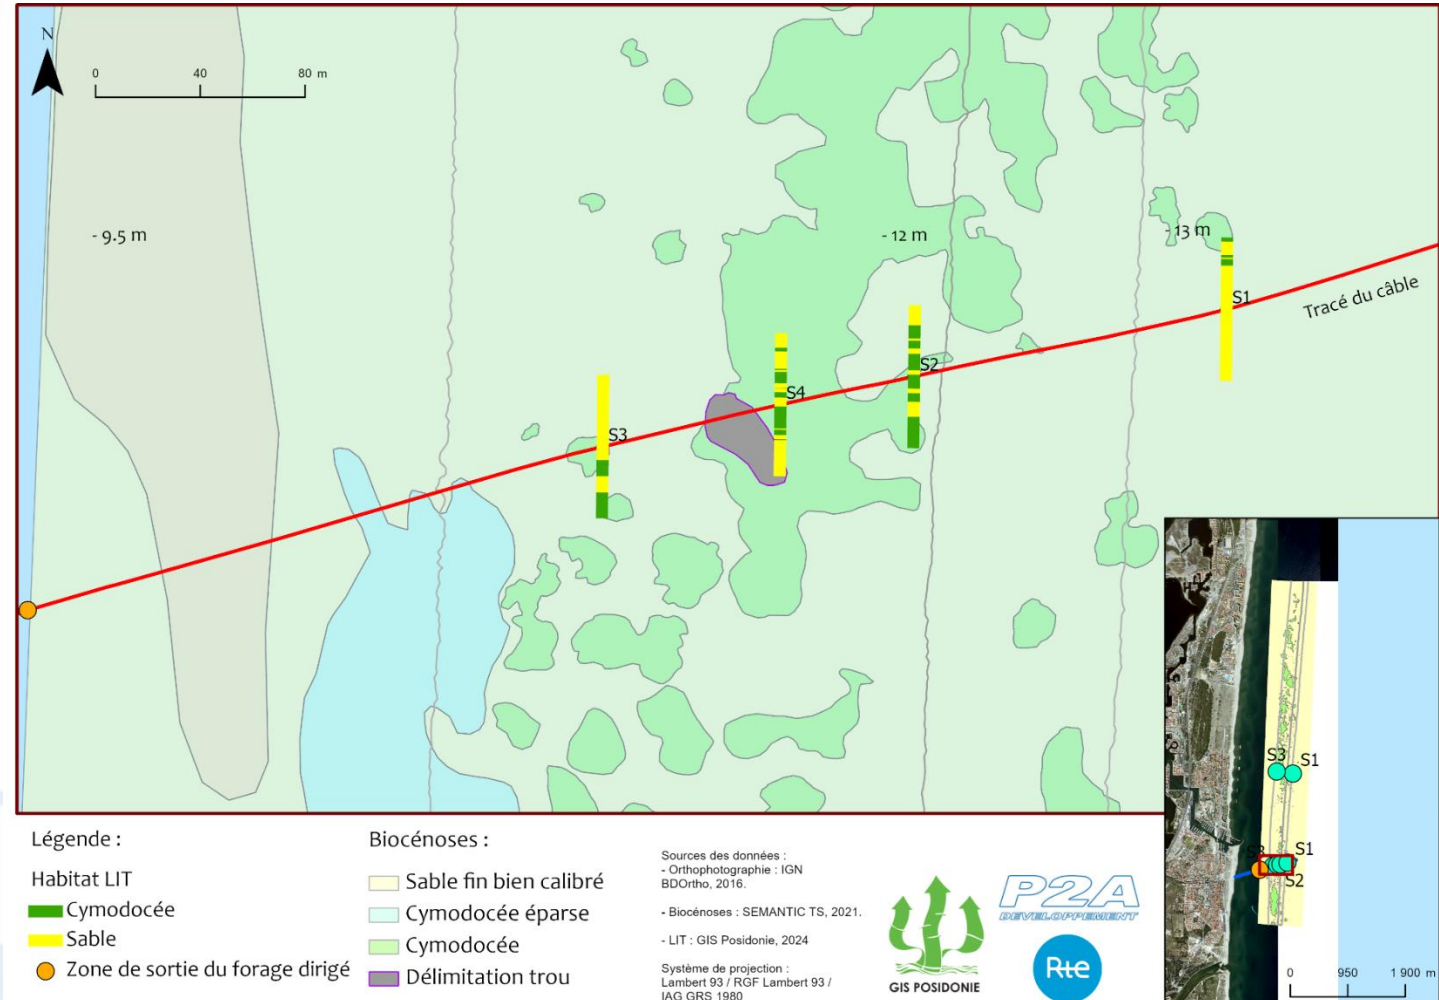 N
0 40 80 m
- 9.5 m
- 12 m
- 13 m
S1
Tracé du câble
S2
S4
S3
S3
S1
S3
S1
S2
0 950 1 900 m
Légende :
Habitat LIT
Cymodocée
Sable
Zone de sortie du forage dirigé
Biocénoses :
Sable fin bien calibré
Cymodocée éparse
Cymodocée
Délimitation trou
Sources des données :
- Orthophotographie : IGN
BDOrtho, 2016.
- Biocénoses : SEMANTIC TS, 2021.
- LIT : GIS Posidonie, 2024
Système de projection :
Lambert 93 / RGF Lambert 93 /
IAG GRS 1980
GIS POSIDONIE
P2A
DEVELOPPEMENT
Rte